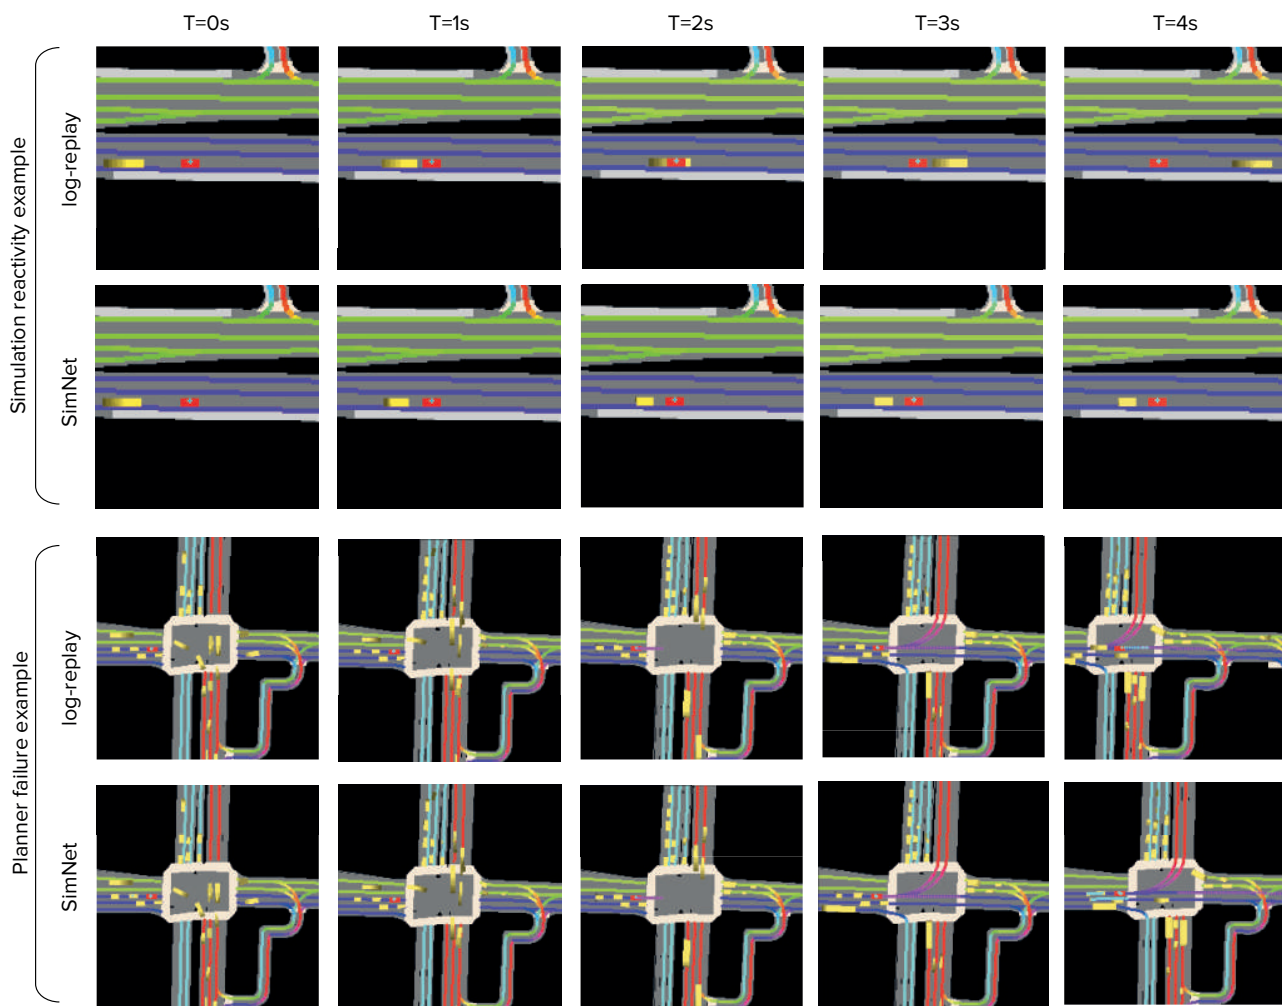 T=0s
T=1s
T=2s
T=3s
T=4s
Simulation reactivity example
log-replay
SimNet
Planner failure example
log-replay
SimNet